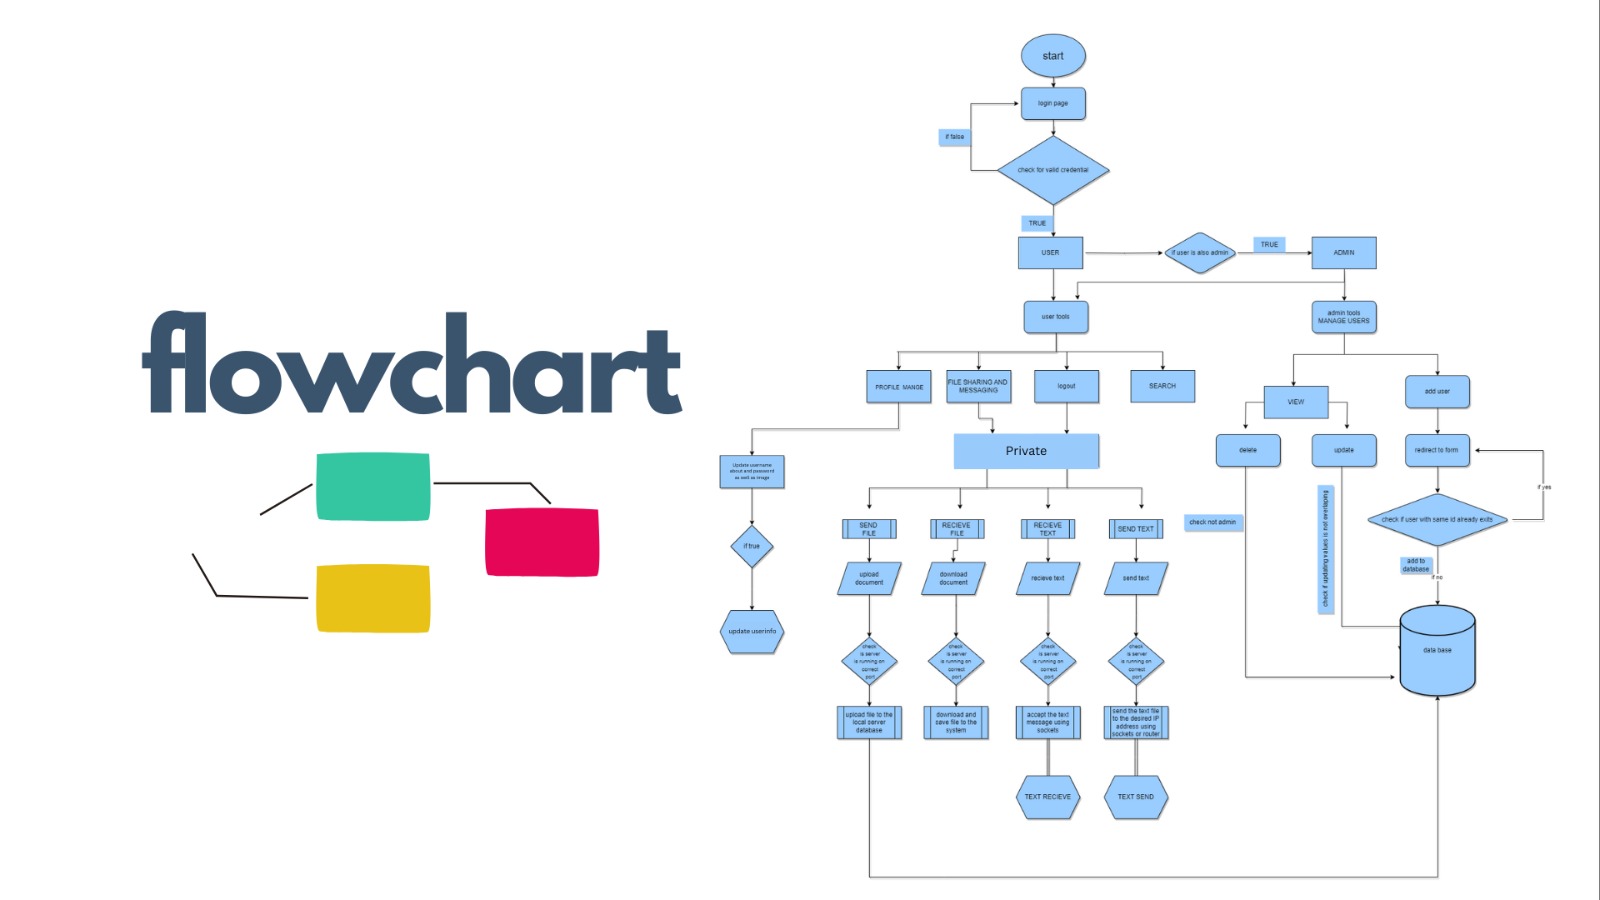 flowchart
start
login page
if false
check for valid credential
TRUE
USER
if user is also admin
TRUE
ADMIN
user tools
admin tools
MANAGE USERS
PROFILE MANGE
FILE SHARING AND
MESSAGING
logout
SEARCH
VIEW
add user
Private
delete
update
redirect to form
Update username
about and password
as well as image
if yes
SEND
FILE
RECIEVE
FILE
RECIEVE
TEXT
SEND TEXT
check not admin
check if updating values is not overlaping
check if user with same id already exits
if true
upload
document
download
document
recieve text
send text
add to
database
if no
update userinfo
check
is server
is running on
correct
port
check
is server
is running on
correct
port
check
is server
is running on
correct
port
check
is server
is running on
correct
port
data base
upload file to the
local server
database
download and
save file to the
system
accept the text
message using
sockets
send the text file
to the desired IP
address using
sockets or router
TEXT RECIEVE
TEXT SEND